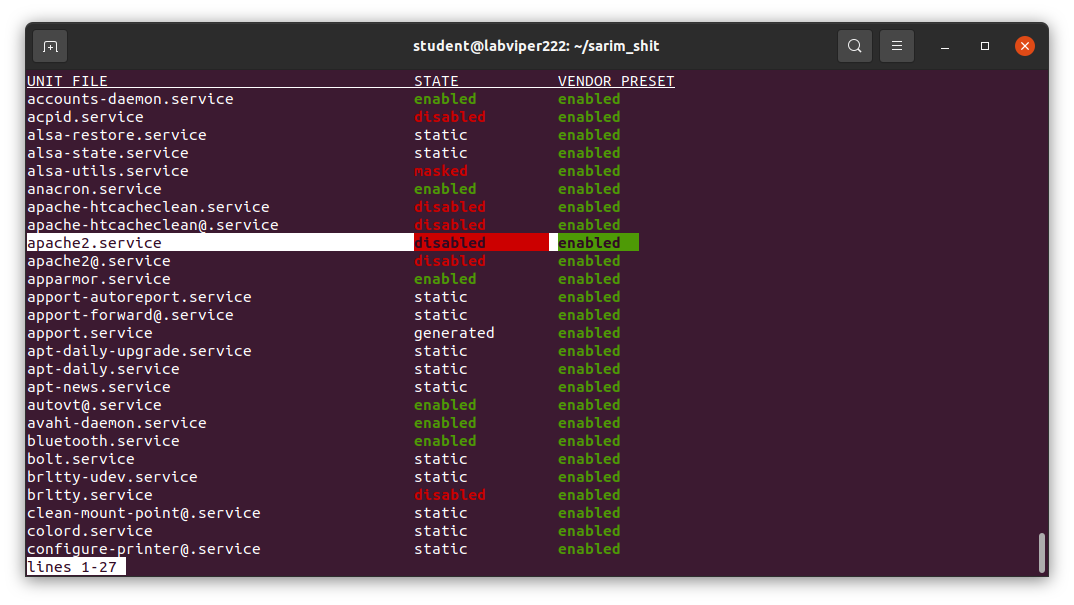 student@labviper222: ~/sarim_shit
UNIT FILE STATE VENDOR PRESET
accounts-daemon.service enabled enabled
acpid.service disabled enabled
alsa-restore.service static enabled
alsa-state.service static enabled
alsa-utils.service masked enabled
anacron.service enabled enabled
apache-htcacheclean.service disabled enabled
apache-htcacheclean@.service disabled enabled
apache2.service disabled enabled
apache2@.service disabled enabled
apparmor.service enabled enabled
apport-autoreport.service static enabled
apport-forward@.service static enabled
apport.service generated enabled
apt-daily-upgrade.service static enabled
apt-daily.service static enabled
apt-news.service static enabled
autovt@.service enabled enabled
avahi-daemon.service enabled enabled
bluetooth.service enabled enabled
bolt.service static enabled
brltty-udev.service static enabled
brltty.service disabled enabled
clean-mount-point@.service static enabled
colord.service static enabled
configure-printer@.service static enabled
lines 1-27